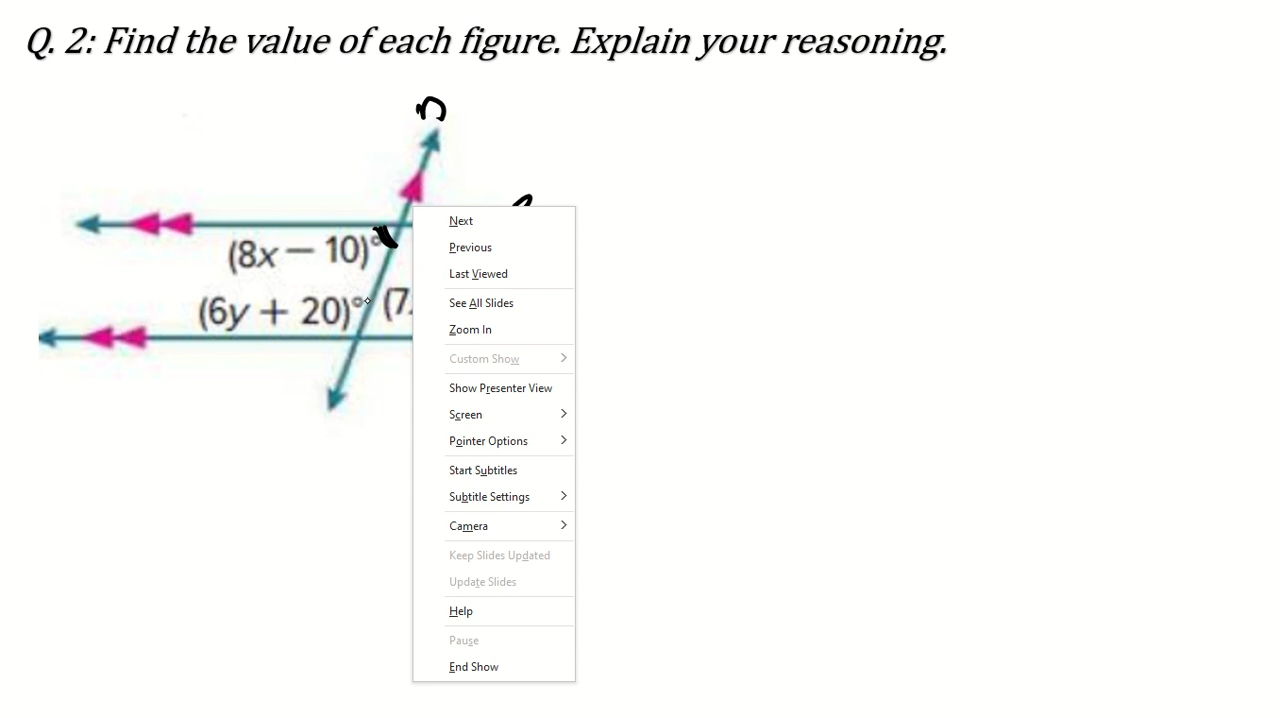 Q. 2: Find the value of each figure. Explain your reasoning.
(8x − 10)°
(6y + 20)°
(7
Next
Previous
Last Viewed
See All Slides
Zoom In
Custom Show
Show Presenter View
Screen
Pointer Options
Start Subtitles
Subtitle Settings
Camera
Keep Slides Updated
Update Slides
Help
Pause
End Show